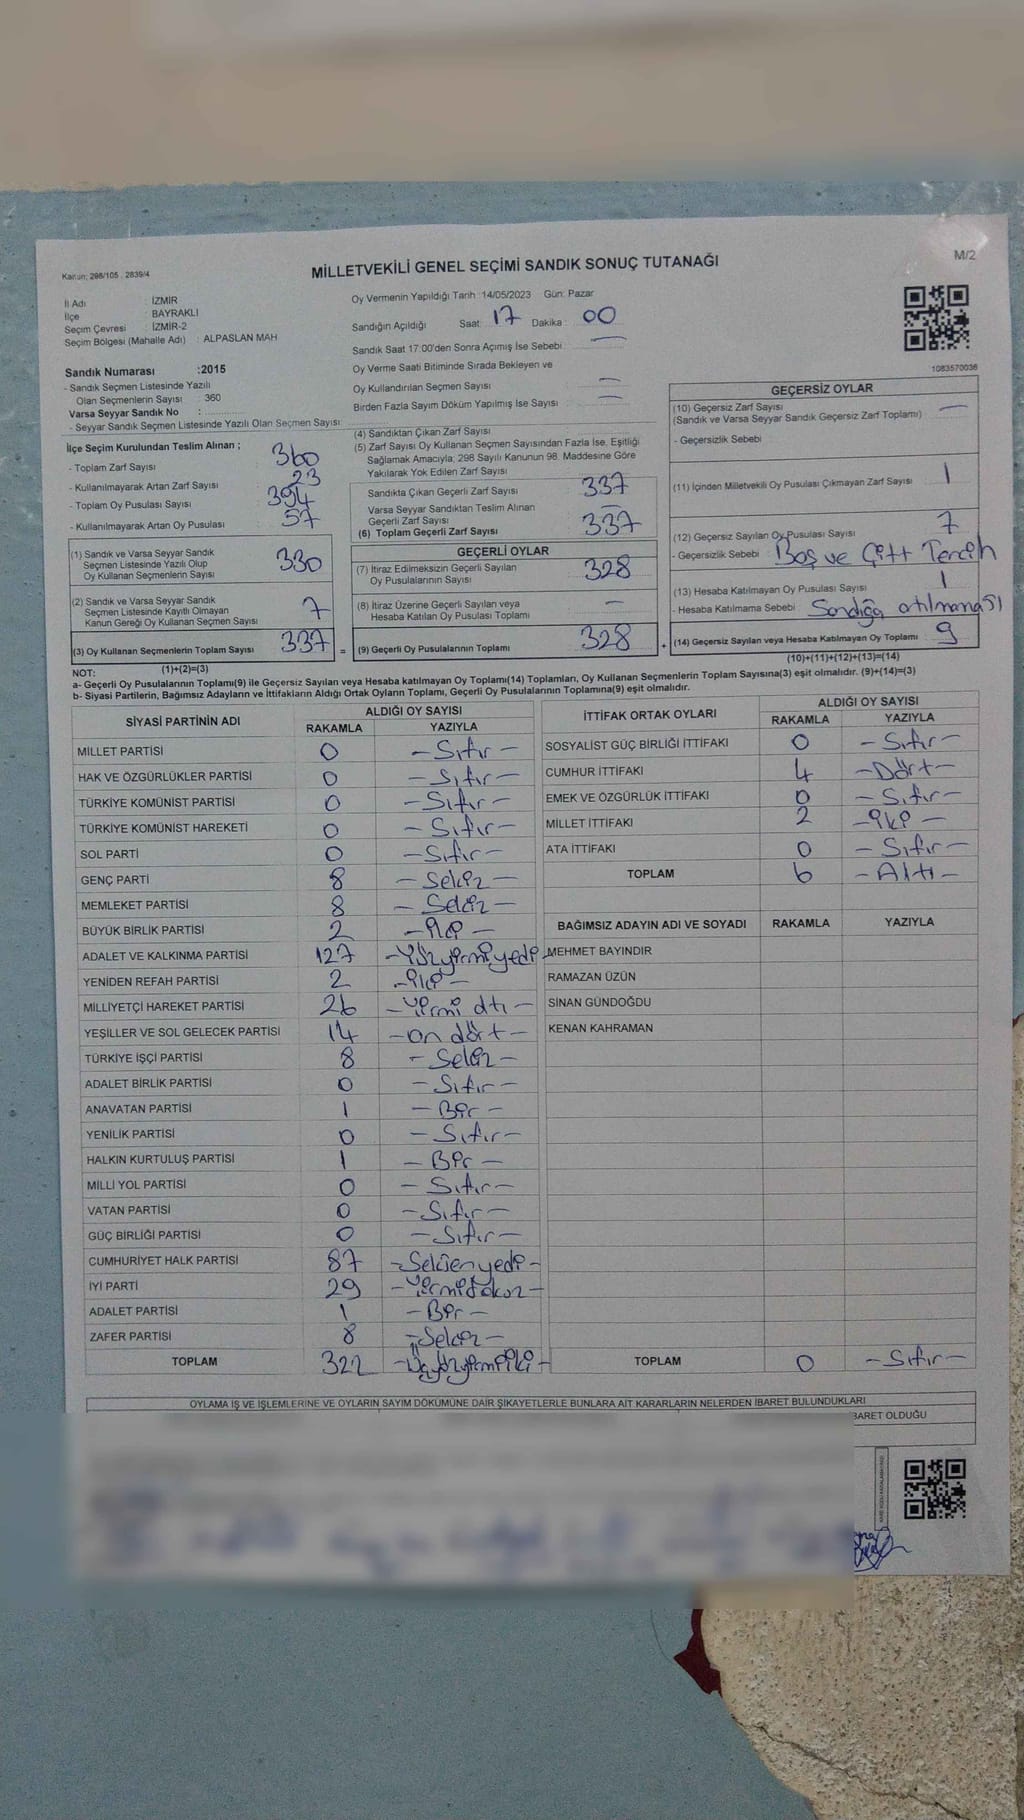 Kanun: 298/105 , 2839/4
MİLLETVEKİLİ GENEL SEÇİMİ SANDIK SONUÇ TUTANAĞI
M/2
İl Adı : İZMİR
İlçe : BAYRAKLI
Seçim Çevresi : İZMİR-2
Seçim Bölgesi (Mahalle Adı) : ALPASLAN MAH
Sandık Numarası :2015
- Sandık Seçmen Listesinde Yazılı
Olan Seçmenlerin Sayısı : 360
Varsa Seyyar Sandık No :
- Seyyar Sandık Seçmen Listesinde Yazılı Olan Seçmen Sayısı:
Oy Vermenin Yapıldığı Tarih :14/05/2023 Gün: Pazar
Sandığın Açıldığı Saat: 17 Dakika : 00
Sandık Saat 17:00'den Sonra Açımış İse Sebebi : —
Oy Verme Saati Bitiminde Sırada Bekleyen ve
Oy Kullandırılan Seçmen Sayısı : —
Birden Fazla Sayım Döküm Yapılmış İse Sayısı : —
1083570036
İlçe Seçim Kurulundan Teslim Alınan ;
- Toplam Zarf Sayısı : 360
- Kullanılmayarak Artan Zarf Sayısı : 23
- Toplam Oy Pusulası Sayısı : 394
- Kullanılmayarak Artan Oy Pusulası : 57
(1) Sandık ve Varsa Seyyar Sandık
Seçmen Listesinde Yazılı Olup
Oy Kullanan Seçmenlerin Sayısı : 330
(2) Sandık ve Varsa Seyyar Sandık
Seçmen Listesinde Kayıtlı Olmayan
Kanun Gereği Oy Kullanan Seçmen Sayısı : 7
(3) Oy Kullanan Seçmenlerin Toplam Sayısı : 337 =
(4) Sandıktan Çıkan Zarf Sayısı :
(5) Zarf Sayısı Oy Kullanan Seçmen Sayısından Fazla İse, Eşitliği
Sağlamak Amacıyla; 298 Sayılı Kanunun 98. Maddesine Göre
Yakılarak Yok Edilen Zarf Sayısı :
Sandıkta Çıkan Geçerli Zarf Sayısı : 337
Varsa Seyyar Sandıktan Teslim Alınan
Geçerli Zarf Sayısı : —
(6) Toplam Geçerli Zarf Sayısı : 337
GEÇERLİ OYLAR
(7) İtiraz Edilmeksizin Geçerli Sayılan
Oy Pusulalarının Sayısı : 328
(8) İtiraz Üzerine Geçerli Sayılan veya
Hesaba Katılan Oy Pusulası Toplamı : —
(9) Geçerli Oy Pusulalarının Toplamı : 328 +
GEÇERSİZ OYLAR
(10) Geçersiz Zarf Sayısı : —
(Sandık ve Varsa Seyyar Sandık Geçersiz Zarf Toplamı)
- Geçersizlik Sebebi
(11) İçinden Milletvekili Oy Pusulası Çıkmayan Zarf Sayısı : 1
(12) Geçersiz Sayılan Oy Pusulası Sayısı : 7
- Geçersizlik Sebebi : Boş ve Çift Tercih
(13) Hesaba Katılmayan Oy Pusulası Sayısı : 1
- Hesaba Katılmama Sebebi : Sandığa atılmaması
(14) Geçersiz Sayılan veya Hesaba Katılmayan Oy Toplamı : 9
NOT: (1)+(2)=(3)
(10)+(11)+(12)+(13)=(14)
a- Geçerli Oy Pusulalarının Toplamı(9) ile Geçersiz Sayılan veya Hesaba katılmayan Oy Toplamı(14) Toplamları, Oy Kullanan Seçmenlerin Toplam Sayısına(3) eşit olmalıdır. (9)+(14)=(3)
b- Siyasi Partilerin, Bağımsız Adayların ve İttifakların Aldığı Ortak Oyların Toplamı, Geçerli Oy Pusulalarının Toplamına(9) eşit olmalıdır.
SİYASİ PARTİNİN ADI
ALDIĞI OY SAYISI
RAKAMLA YAZIYLA
MİLLET PARTİSİ 0 - Sıfır -
HAK VE ÖZGÜRLÜKLER PARTİSİ 0 - Sıfır -
TÜRKİYE KOMÜNİST PARTİSİ 0 - Sıfır -
TÜRKİYE KOMÜNİST HAREKETİ 0 - Sıfır -
SOL PARTİ 0 - Sıfır -
GENÇ PARTİ 8 - Sekiz -
MEMLEKET PARTİSİ 8 - Sekiz -
BÜYÜK BİRLİK PARTİSİ 2 - İki -
ADALET VE KALKINMA PARTİSİ 127 - Yüzyirmiyedi -
YENİDEN REFAH PARTİSİ 2 - İki -
MİLLİYETÇİ HAREKET PARTİSİ 26 - Yirmi altı -
YEŞİLLER VE SOL GELECEK PARTİSİ 14 - on dört -
TÜRKİYE İŞÇİ PARTİSİ 8 - Sekiz -
ADALET BİRLİK PARTİSİ 0 - Sıfır -
ANAVATAN PARTİSİ 1 - Bir -
YENİLİK PARTİSİ 0 - Sıfır -
HALKIN KURTULUŞ PARTİSİ 1 - Bir -
MİLLİ YOL PARTİSİ 0 - Sıfır -
VATAN PARTİSİ 0 - Sıfır -
GÜÇ BİRLİĞİ PARTİSİ 0 - Sıfır -
CUMHURİYET HALK PARTİSİ 87 - Seksenyedi -
İYİ PARTİ 29 - Yirmidokuz -
ADALET PARTİSİ 1 - Bir -
ZAFER PARTİSİ 8 - Sekiz -
TOPLAM 322 - Üçyüzyirmiiki -
İTTİFAK ORTAK OYLARI
ALDIĞI OY SAYISI
RAKAMLA YAZIYLA
SOSYALİST GÜÇ BİRLİĞİ İTTİFAKI 0 - Sıfır -
CUMHUR İTTİFAKI 4 - Dört -
EMEK VE ÖZGÜRLÜK İTTİFAKI 0 - Sıfır -
MİLLET İTTİFAKI 2 - İki -
ATA İTTİFAKI 0 - Sıfır -
TOPLAM 6 - Altı -
BAĞIMSIZ ADAYIN ADI VE SOYADI RAKAMLA YAZIYLA
MEHMET BAYINDIR
RAMAZAN ÜZÜN
SİNAN GÜNDOĞDU
KENAN KAHRAMAN
TOPLAM 0 - Sıfır -
OYLAMA İŞ VE İŞLEMLERİNE VE OYLARIN SAYIM DÖKÜMÜNE DAİR ŞİKAYETLERLE BUNLARA AİT KARARLARIN NELERDEN İBARET BULUNDUKLARI
BARET OLDUĞU